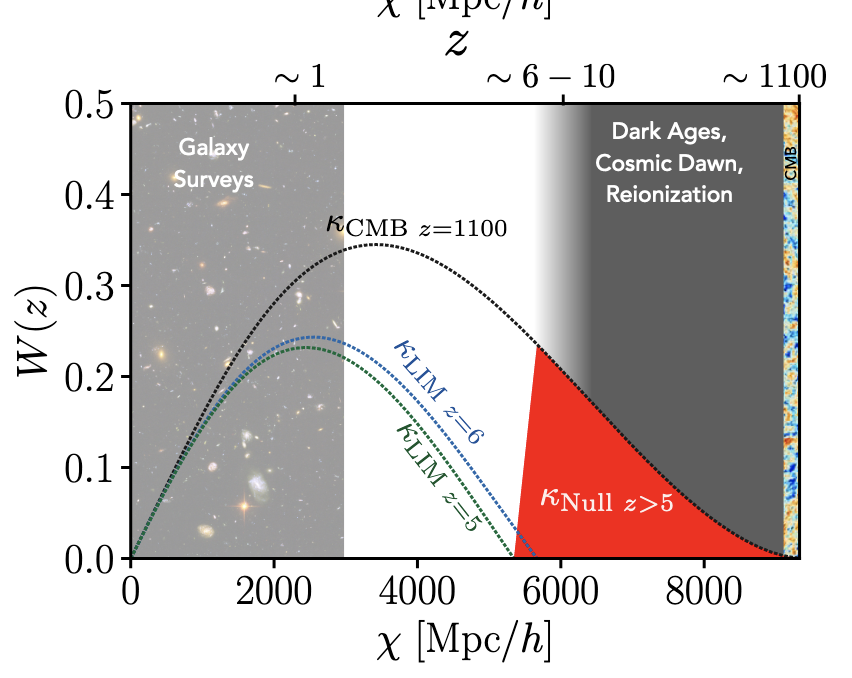 χ [Mpc/h]
z
∼ 1
∼ 6 − 10
∼ 1100
0.5
0.4
0.3
0.2
0.1
0.0
W(z)
Galaxy
Surveys
Dark Ages,
Cosmic Dawn,
Reionization
CMB
κCMB z=1100
κLIM z=6
κLIM z=5
κNull z>5
0
2000
4000
6000
8000
χ [Mpc/h]